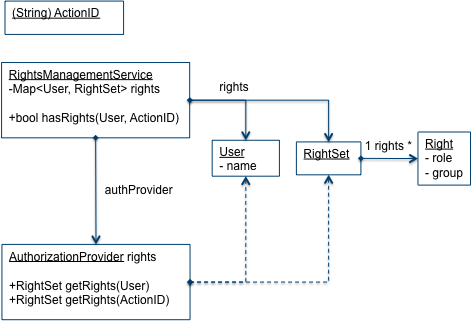 (String) ActionID
RightsManagementService
-Map<User, RightSet> rights
+bool hasRights(User, ActionID)
rights
User
- name
RightSet
1 rights *
Right
- role
- group
authProvider
AuthorizationProvider rights
+RightSet getRights(User)
+RightSet getRights(ActionID)